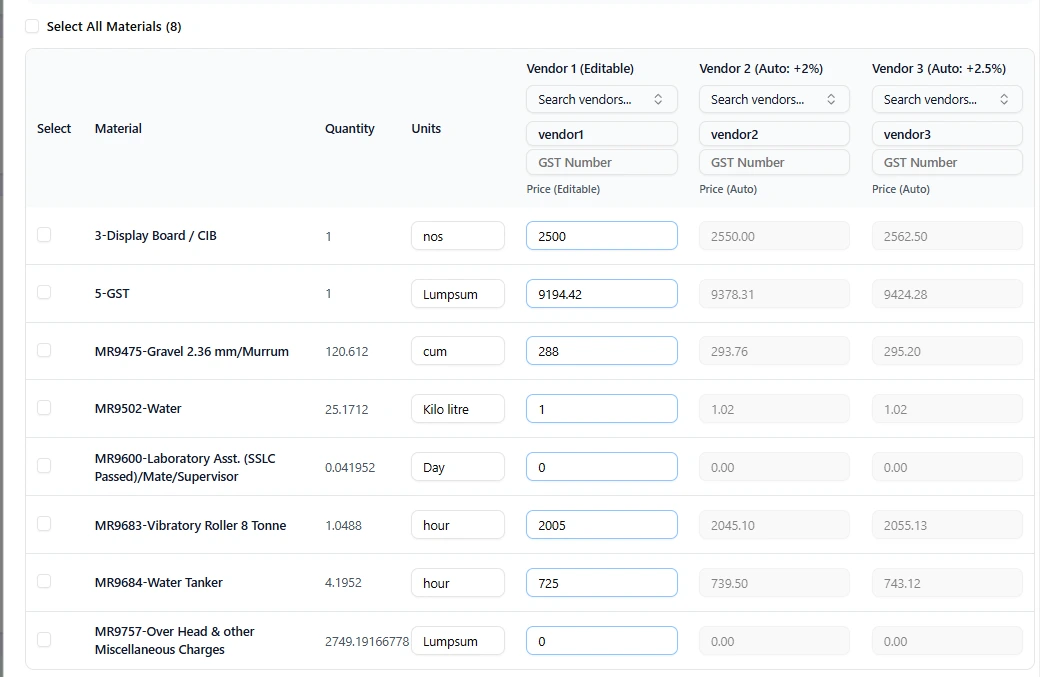 Select All Materials (8)
Vendor 1 (Editable) Vendor 2 (Auto: +2%) Vendor 3 (Auto: +2.5%)
Search vendors... Search vendors... Search vendors...
Select Material Quantity Units
vendor1 vendor2 vendor3
GST Number GST Number GST Number
Price (Editable) Price (Auto) Price (Auto)
3-Display Board / CIB 1 nos 2500 2550.00 2562.50
5-GST 1 Lumpsum 9194.42 9378.31 9424.28
MR9475-Gravel 2.36 mm/Murrum 120.612 cum 288 293.76 295.20
MR9502-Water 25.1712 Kilo litre 1 1.02 1.02
MR9600-Laboratory Asst. (SSLC
Passed)/Mate/Supervisor 0.041952 Day 0 0.00 0.00
MR9683-Vibratory Roller 8 Tonne 1.0488 hour 2005 2045.10 2055.13
MR9684-Water Tanker 4.1952 hour 725 739.50 743.12
MR9757-Over Head & other
Miscellaneous Charges 2749.19166778 Lumpsum 0 0.00 0.00